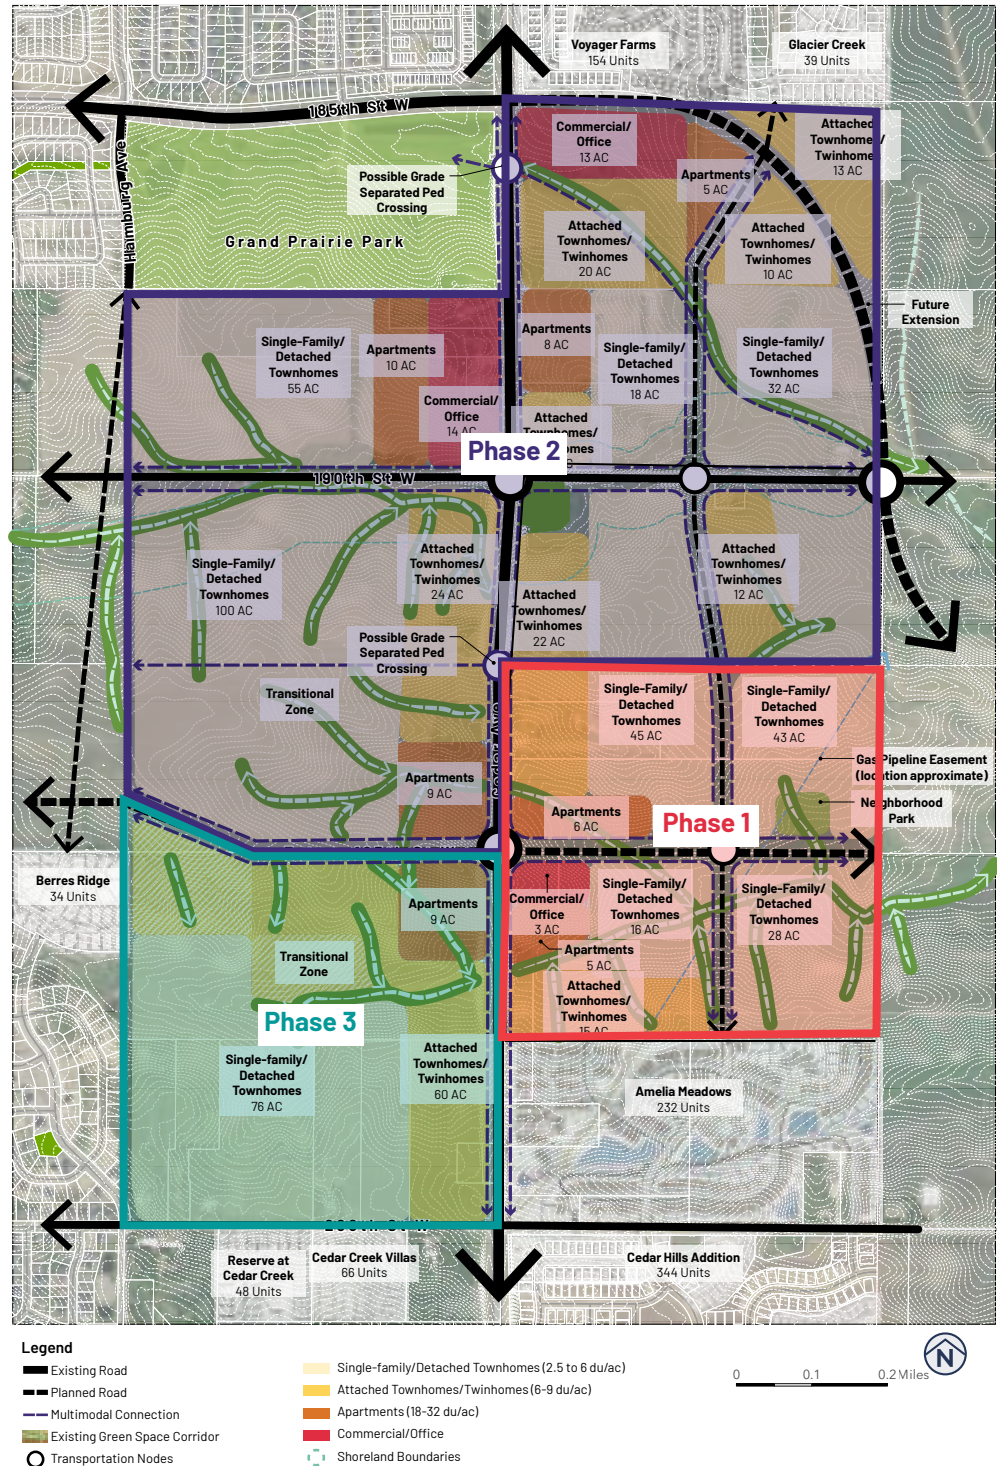 Voyager Farms
154 Units
Glacier Creek
39 Units
185th St W
Hamburg Ave
Commercial/
Office
13 AC
Attached
Townhomes/
Twinhomes
13 AC
Possible Grade
Separated Ped
Crossing
Apartments
5 AC
Grand Prairie Park
Attached
Townhomes/
Twinhomes
20 AC
Attached
Townhomes/
Twinhomes
10 AC
Future
Extension
Single-Family/
Detached
Townhomes
55 AC
Apartments
10 AC
Apartments
8 AC
Single-family/
Detached
Townhomes
18 AC
Single-family/
Detached
Townhomes
32 AC
Commercial/
Office
14 AC
Attached
Phase 2
190th St W
Single-Family/
Detached
Townhomes
100 AC
Attached
Townhomes/
Twinhomes
24 AC
Attached
Townhomes/
Twinhomes
12 AC
Attached
Townhomes/
Twinhomes
22 AC
Possible Grade
Separated Ped
Crossing
Transitional
Zone
Single-Family/
Detached
Townhomes
45 AC
Single-Family/
Detached
Townhomes
43 AC
Cedar Ave
Gas Pipeline Easement
(location approximate)
Apartments
9 AC
Neighborhood
Park
Apartments
6 AC
Phase 1
Berres Ridge
34 Units
Apartments
9 AC
Commercial/
Office
3 AC
Single-Family/
Detached
Townhomes
16 AC
Single-Family/
Detached
Townhomes
28 AC
Transitional
Zone
Apartments
5 AC
Attached
Townhomes/
Twinhomes
15 AC
Phase 3
Single-family/
Detached
Townhomes
76 AC
Attached
Townhomes/
Twinhomes
60 AC
Amelia Meadows
232 Units
Reserve at
Cedar Creek
48 Units
Cedar Creek Villas
66 Units
Cedar Hills Addition
344 Units
Legend
Existing Road
Planned Road
Multimodal Connection
Existing Green Space Corridor
Transportation Nodes
Single-family/Detached Townhomes (2.5 to 6 du/ac)
Attached Townhomes/Twinhomes (6-9 du/ac)
Apartments (18-32 du/ac)
Commercial/Office
Shoreland Boundaries
0 0.1 0.2 Miles
N